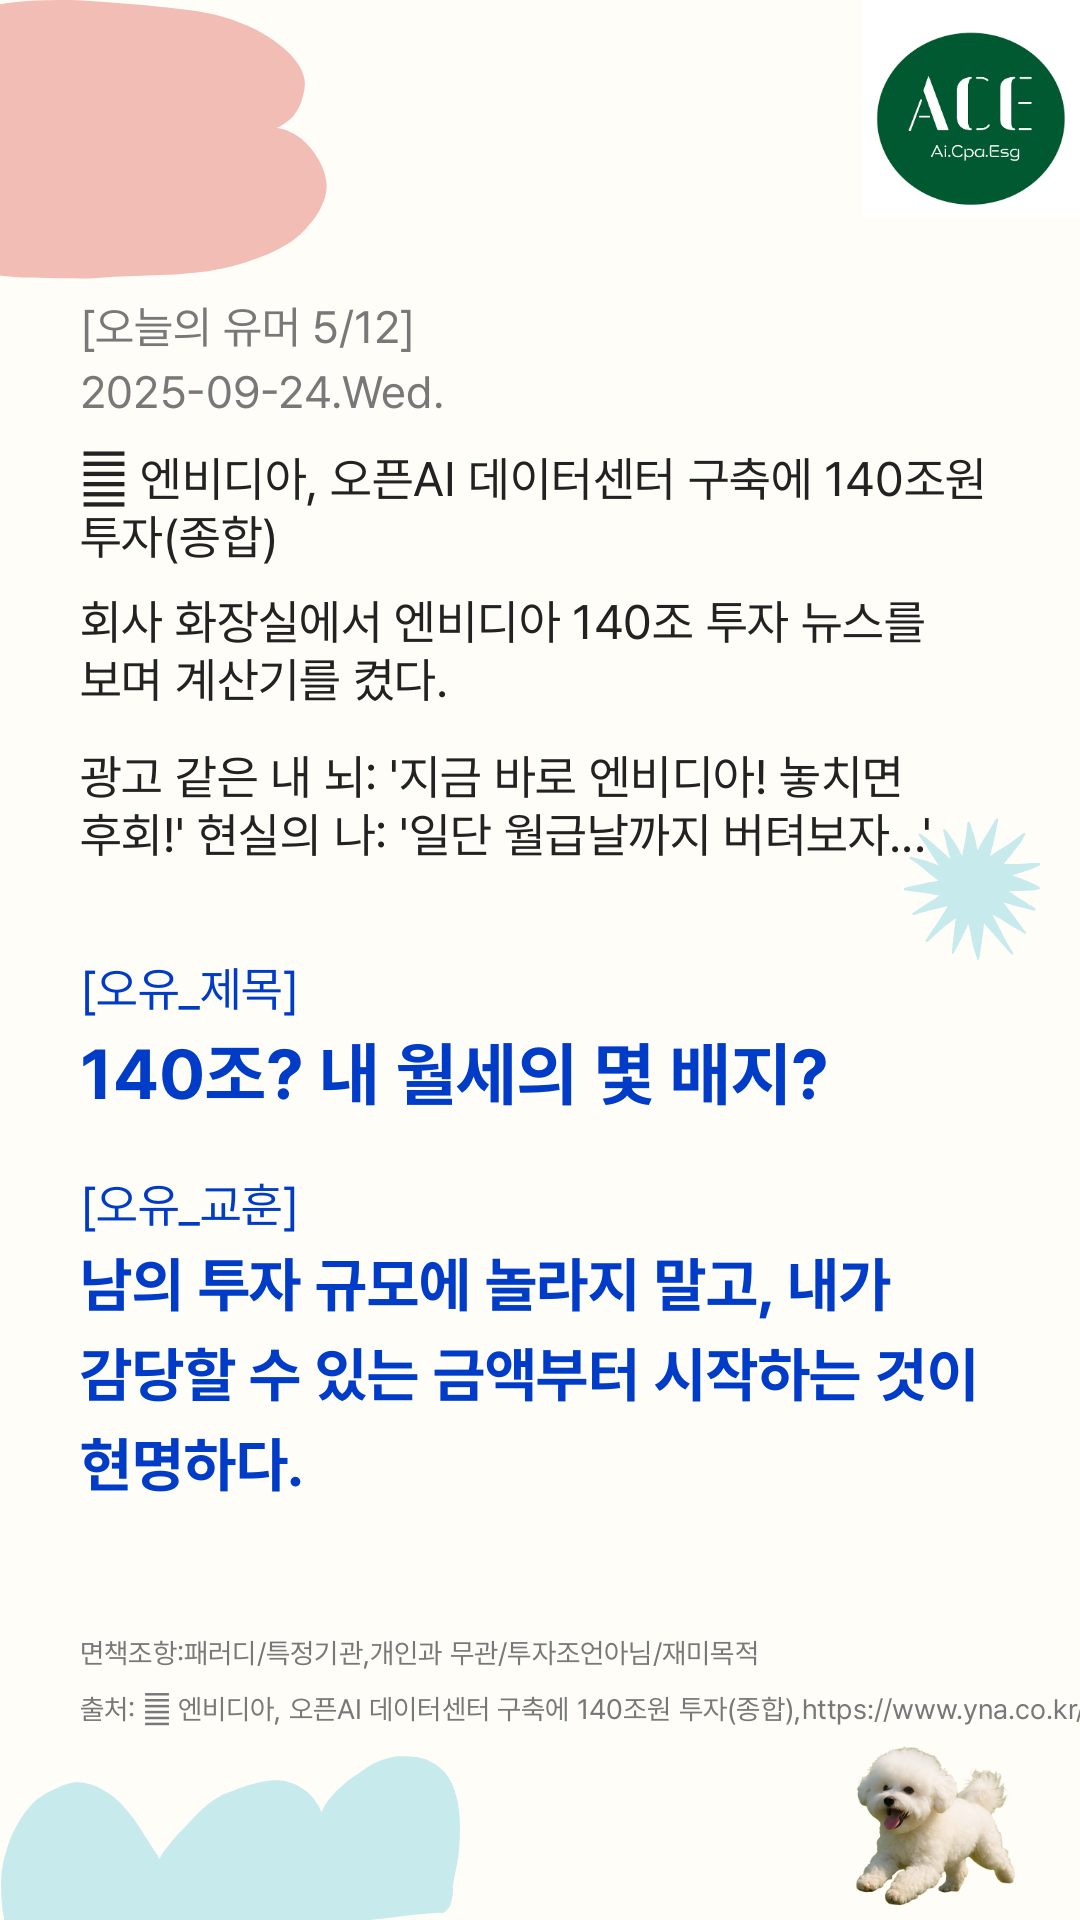 ACE
Ai.Cpa.Esg
[오늘의 유머 5/12]
2025-09-24.Wed.
엔비디아, 오픈AI 데이터센터 구축에 140조원
투자(종합)
회사 화장실에서 엔비디아 140조 투자 뉴스를
보며 계산기를 켰다.
광고 같은 내 뇌: '지금 바로 엔비디아! 놓치면
후회!' 현실의 나: '일단 월급날까지 버텨보자...'
[오유_제목]
140조? 내 월세의 몇 배지?
[오유_교훈]
남의 투자 규모에 놀라지 말고, 내가
감당할 수 있는 금액부터 시작하는 것이
현명하다.
면책조항:패러디/특정기관,개인과 무관/투자조언아님/재미목적
출처: ䷀ 엔비디아, 오픈AI 데이터센터 구축에 140조원 투자(종합),https://www.yna.co.kr/